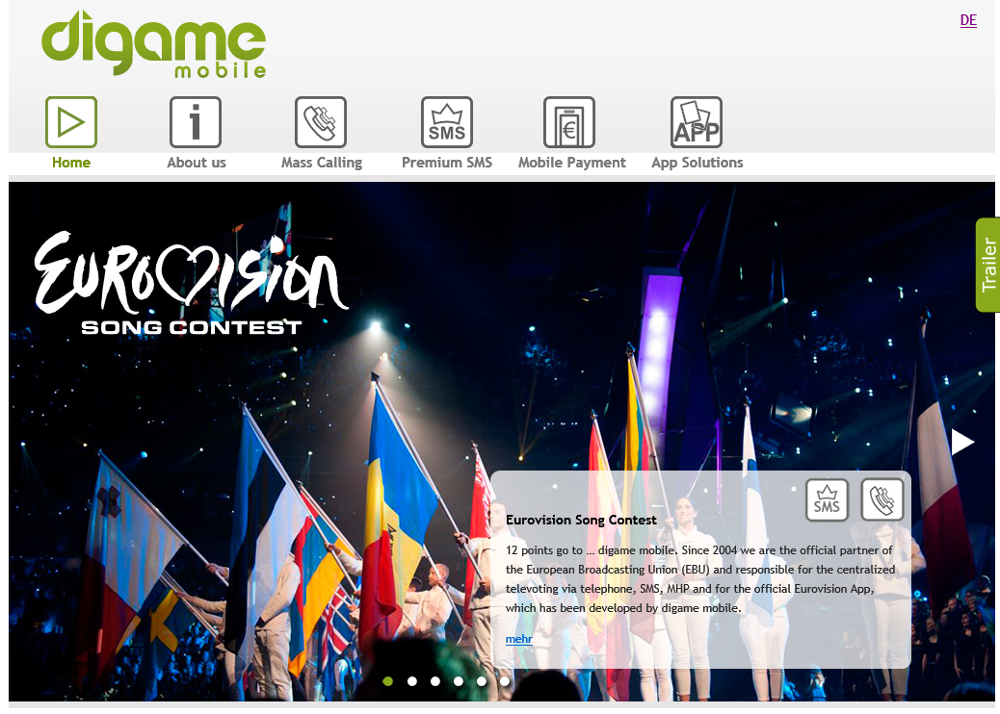 digame
mobile
DE
SMS
€
APP
Home
About us
Mass Calling
Premium SMS
Mobile Payment
App Solutions
Trailer
EUROVISION
SONG CONTEST
SMS
Eurovision Song Contest
12 points go to ... digame mobile. Since 2004 we are the official partner of
the European Broadcasting Union (EBU) and responsible for the centralized
televoting via telephone, SMS, MHP and for the official Eurovision App,
which has been developed by digame mobile.
mehr